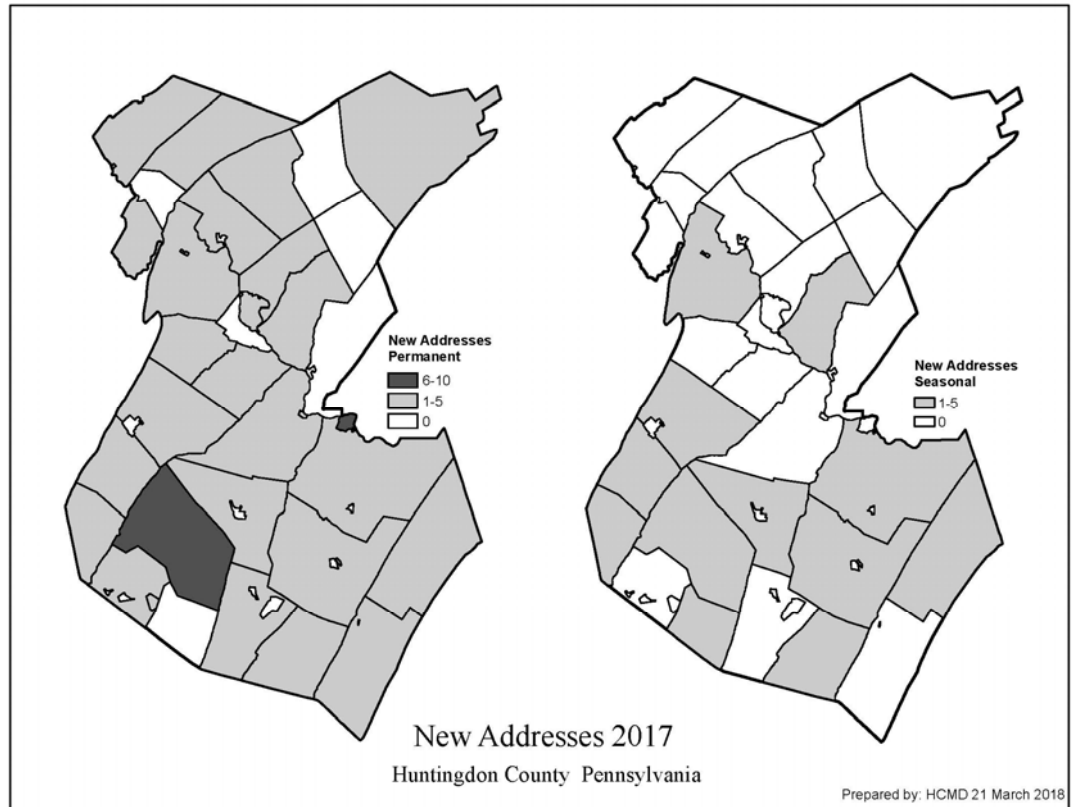 New Addresses
Permanent
6-10
1-5
0
New Addresses
Seasonal
1-5
0
New Addresses 2017
Huntingdon County Pennsylvania
Prepared by: HCMD 21 March 2018